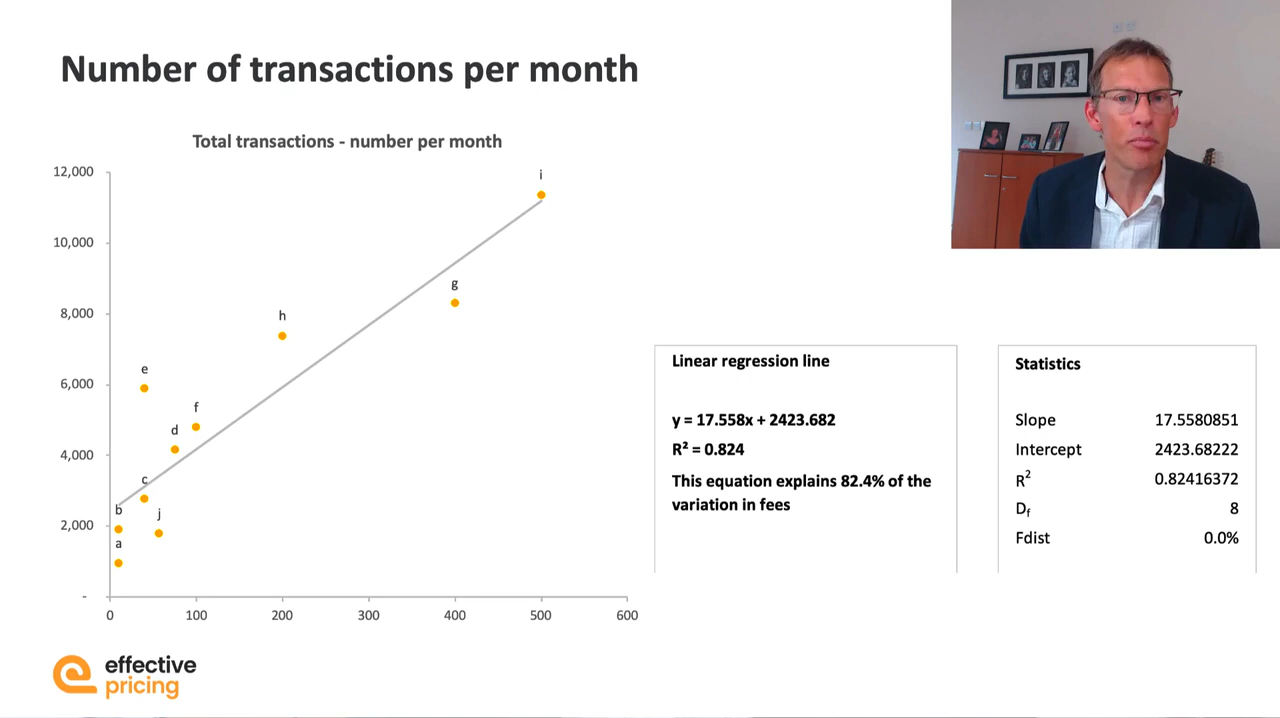 Number of transactions per month
Total transactions - number per month
12,000
10,000
8,000
6,000
4,000
2,000
-
0 100 200 300 400 500 600
i
g
h
e
f
d
c
b
j
a
Linear regression line
y = 17.558x + 2423.682
R² = 0.824
This equation explains 82.4% of the
variation in fees
Statistics
Slope 17.5580851
Intercept 2423.68222
R² 0.82416372
Df 8
Fdist 0.0%
effective
pricing